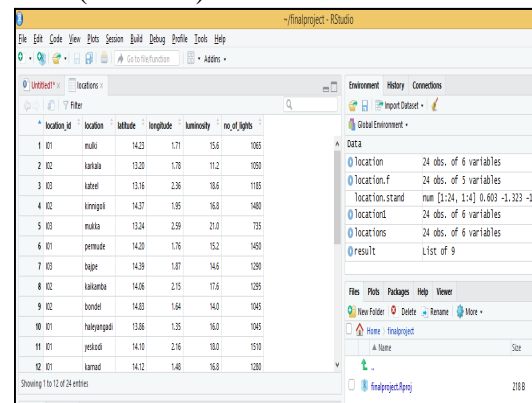 ~/finalproject - RStudio
File Edit Code View Plots Session Build Debug Profile Tools Help
Go to file/function Addins
Untitled1* × locations ×
Filter
location_id location latitude longitude luminosity no_of_lights
1 l01 mulki 14.23 1.71 15.6 1065
2 l02 karkala 13.20 1.78 11.2 1050
3 l03 kateel 13.16 2.36 18.6 1185
4 l02 kinnigoli 14.37 1.95 16.8 1480
5 l03 mukka 13.24 2.59 21.0 735
6 l01 permude 14.20 1.76 15.2 1450
7 l03 bajpe 14.39 1.87 14.6 1290
8 l02 kaikamba 14.06 2.15 17.6 1295
9 l02 bondel 14.83 1.64 14.0 1045
10 l01 haleyangadi 13.86 1.35 16.0 1045
11 l01 yeskodi 14.10 2.16 18.0 1510
12 l01 karnad 14.12 1.48 16.8 1280
Showing 1 to 12 of 24 entries
Environment History Connections
Import Dataset
Global Environment
Data
location 24 obs. of 6 variables
location.f 24 obs. of 5 variables
location.stand num [1:24, 1:4] 0.603 -1.323 -1
location1 24 obs. of 6 variables
locations 24 obs. of 6 variables
result List of 9
Files Plots Packages Help Viewer
New Folder Delete Rename More
Home finalproject
Name Size
..
finalproject.Rproj 218 B